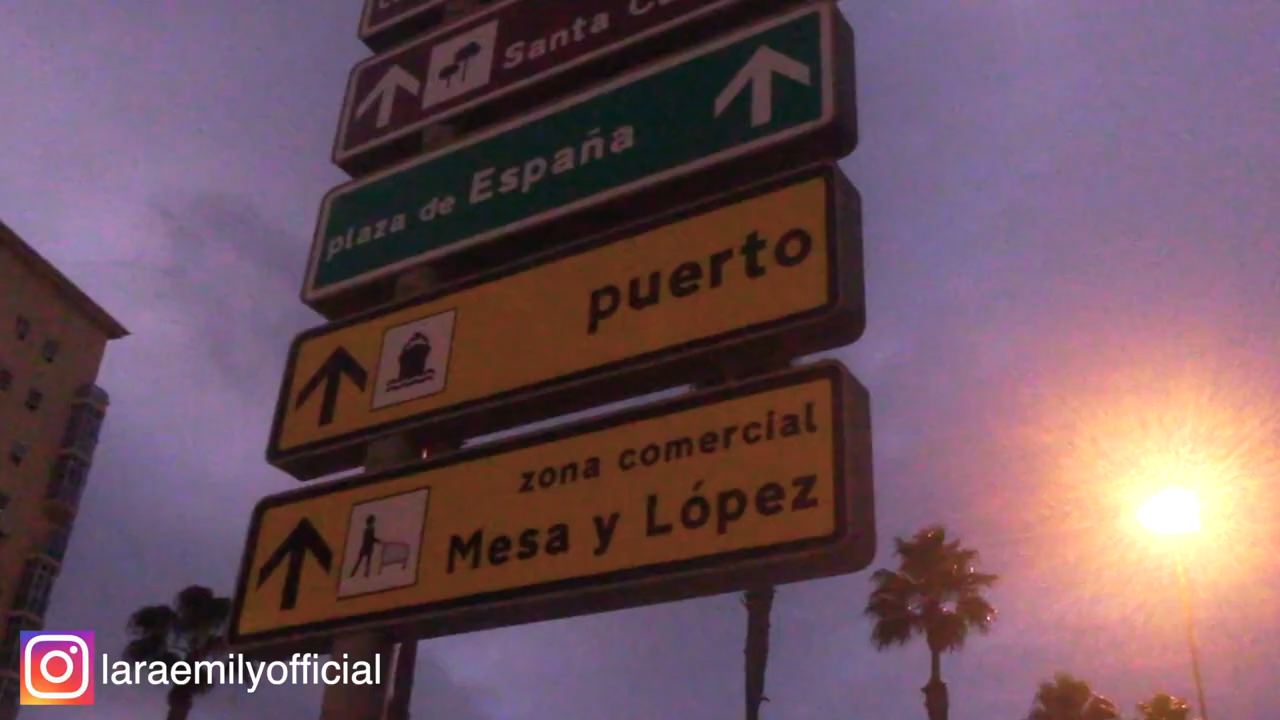 Santa
plaza de España
puerto
zona comercial
Mesa y López
laraemilyofficial